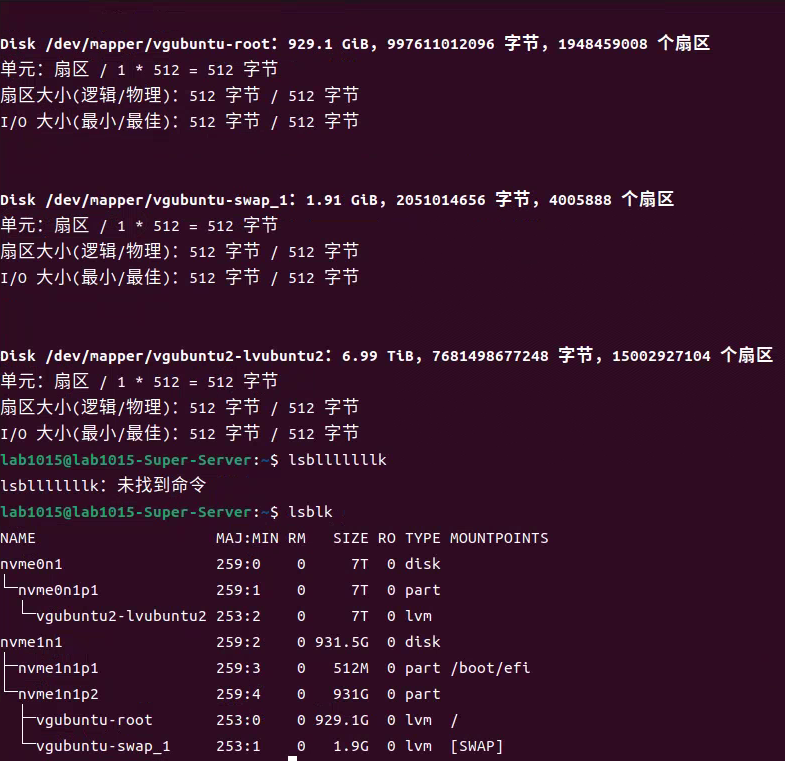 Disk /dev/mapper/vgubuntu-root：929.1 GiB，997611012096 字节，1948459008 个扇区
单元：扇区 / 1 * 512 = 512 字节
扇区大小(逻辑/物理)：512 字节 / 512 字节
I/O 大小(最小/最佳)：512 字节 / 512 字节
Disk /dev/mapper/vgubuntu-swap_1：1.91 GiB，2051014656 字节，4005888 个扇区
单元：扇区 / 1 * 512 = 512 字节
扇区大小(逻辑/物理)：512 字节 / 512 字节
I/O 大小(最小/最佳)：512 字节 / 512 字节
Disk /dev/mapper/vgubuntu2-lvubuntu2：6.99 TiB，7681498677248 字节，15002927104 个扇区
单元：扇区 / 1 * 512 = 512 字节
扇区大小(逻辑/物理)：512 字节 / 512 字节
I/O 大小(最小/最佳)：512 字节 / 512 字节
lab1015@lab1015-Super-Server:~$ lsblllllllk
lsblllllllk：未找到命令
lab1015@lab1015-Super-Server:~$ lsblk
NAME MAJ:MIN RM SIZE RO TYPE MOUNTPOINTS
nvme0n1 259:0 0 7T 0 disk
└─nvme0n1p1 259:1 0 7T 0 part
└─vgubuntu2-lvubuntu2 253:2 0 7T 0 lvm
nvme1n1 259:2 0 931.5G 0 disk
├─nvme1n1p1 259:3 0 512M 0 part /boot/efi
└─nvme1n1p2 259:4 0 931G 0 part
├─vgubuntu-root 253:0 0 929.1G 0 lvm /
└─vgubuntu-swap_1 253:1 0 1.9G 0 lvm [SWAP]